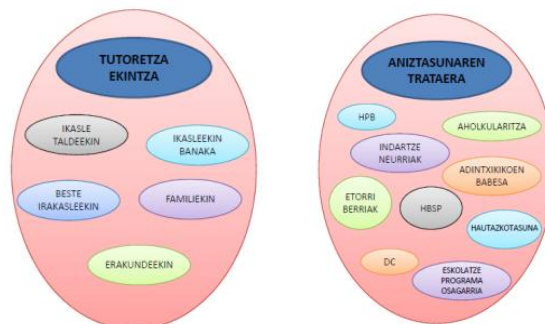 TUTORETZA
EKINTZA
IKASLE
TALDEEKIN
IKASLEEKIN
BANAKA
BESTE
IRAKASLEEKIN
FAMILIEKIN
ERAKUNDEEKIN
ANIZTASUNAREN
TRATAERA
HPB
AHOLKULARITZA
INDARTZE
NEURRIAK
ADINTXIKIKOEN
BABESA
ETORRI
BERRIAK
HBSP
HAUTAZKOTASUNA
DC
ESKOLATZE
PROGRAMA
OSAGARRIA